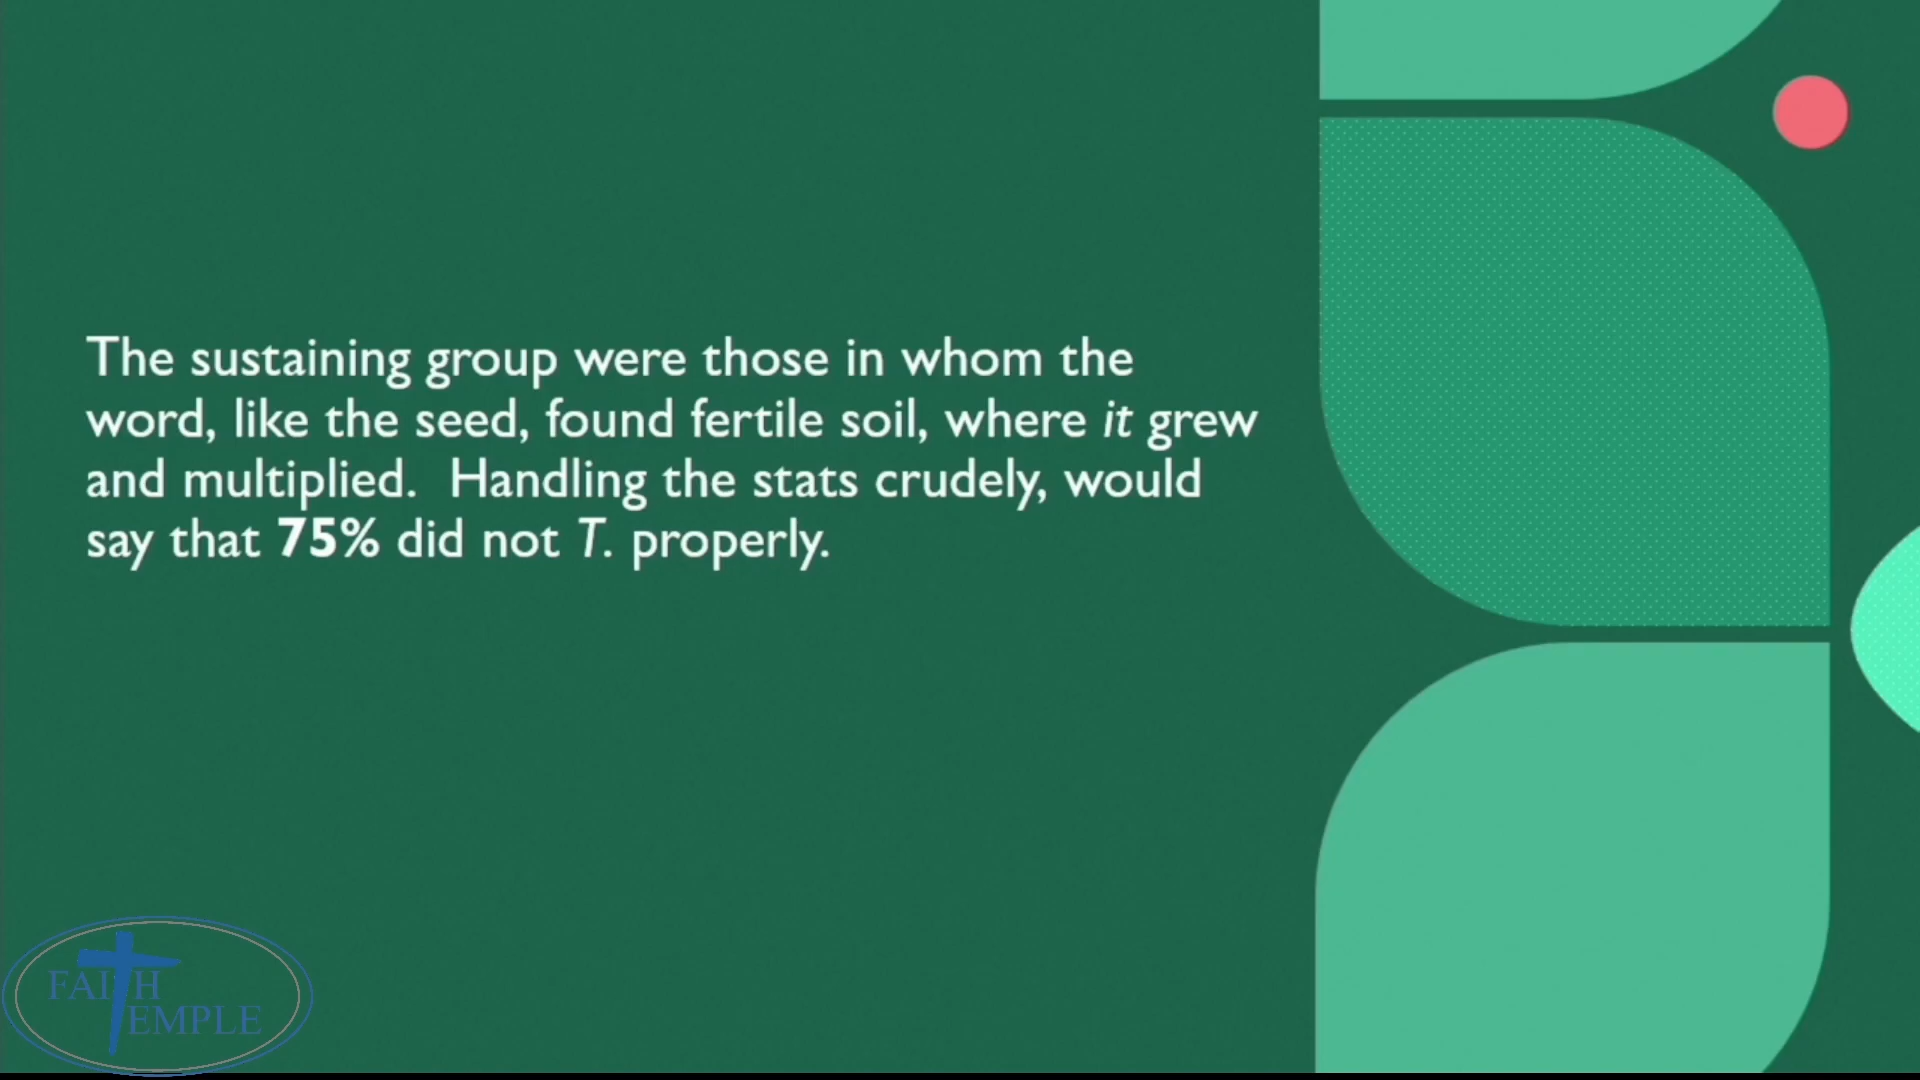 The sustaining group were those in whom the
word, like the seed, found fertile soil, where it grew
and multiplied.  Handling the stats crudely, would
say that 75% did not T. properly.
FAITH
TEMPLE